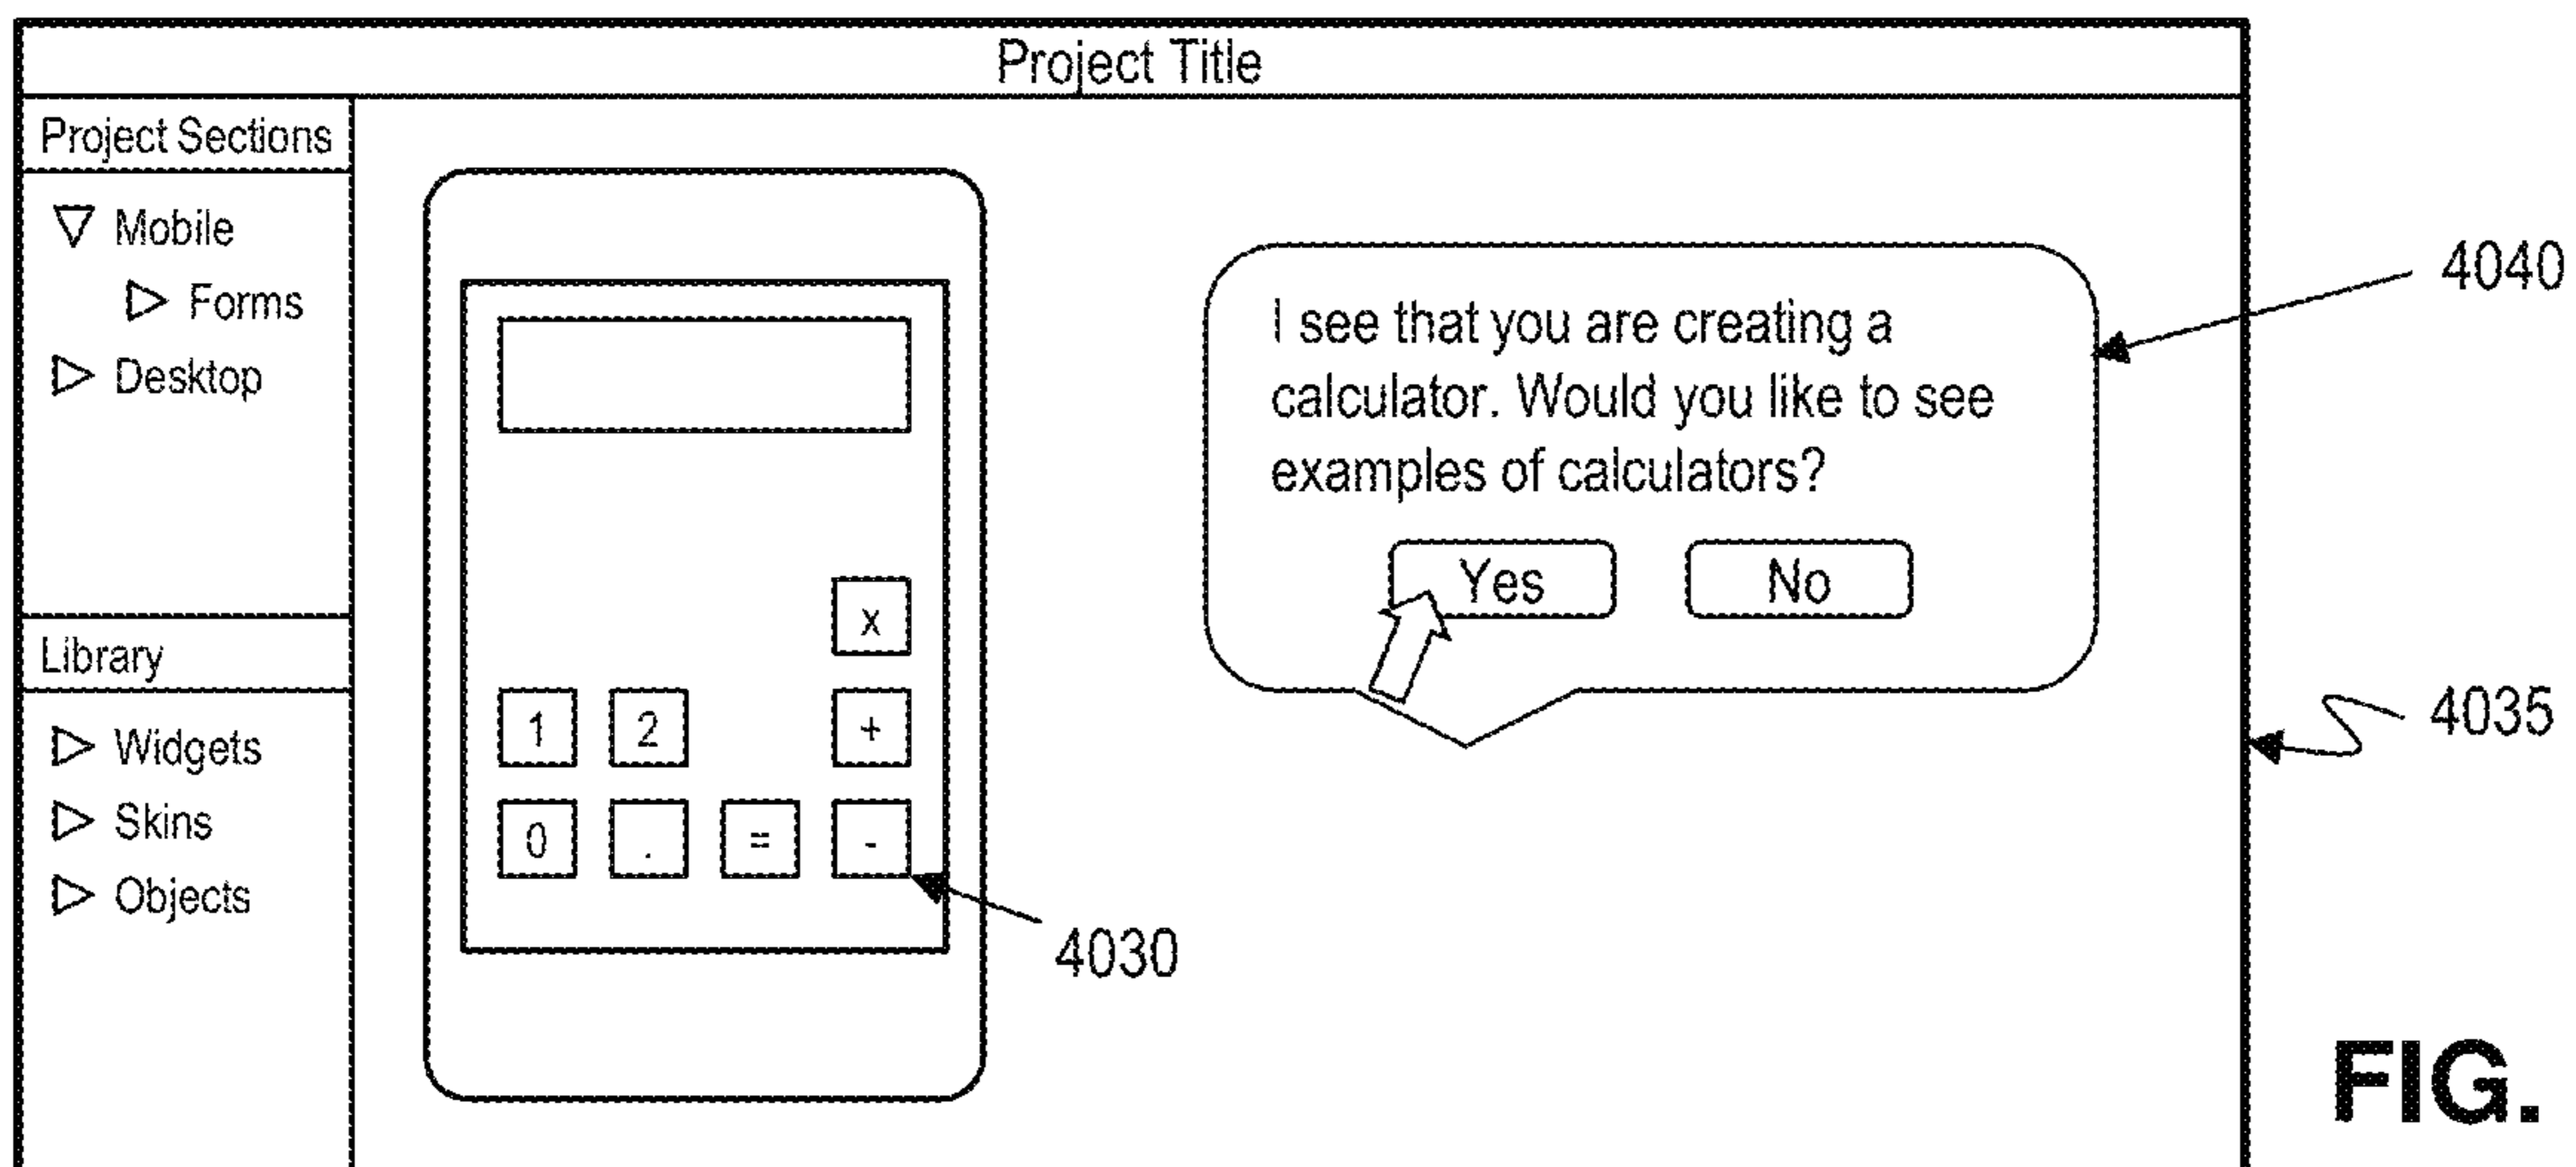 Project Title
Project Sections
▽ Mobile
▷ Forms
▷ Desktop
Library
▷ Widgets
▷ Skins
▷ Objects
x
1 2 +
0 . = -
4030
I see that you are creating a
calculator. Would you like to see
examples of calculators?
Yes No
4040
4035
FIG.